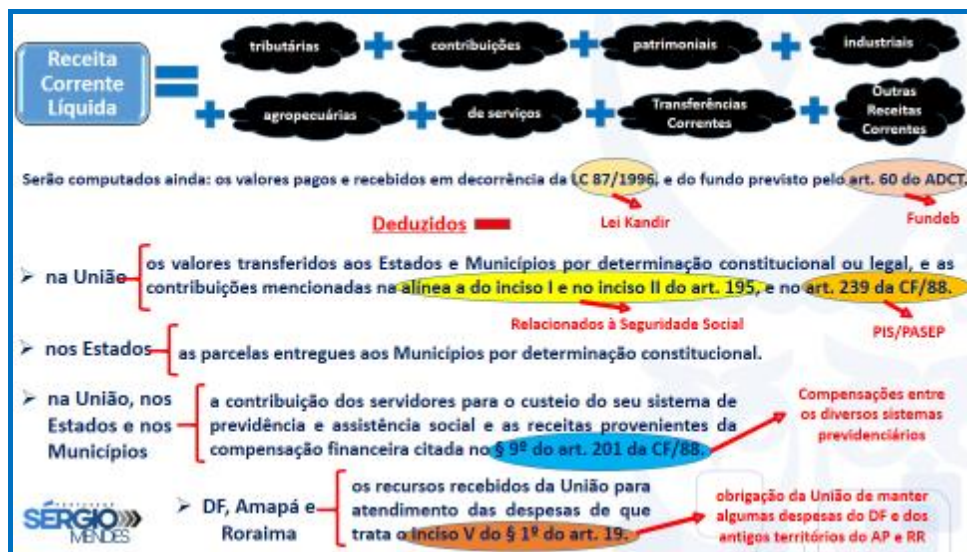 Receita
Corrente
Líquida
tributárias
contribuições
patrimoniais
industriais
agropecuárias
de serviços
Transferências
Correntes
Outras
Receitas
Correntes
Serão computados ainda: os valores pagos e recebidos em decorrência da LC 87/1996, e do fundo previsto pelo art. 60 do ADCT.
Lei Kandir
Fundeb
Deduzidos
na União
os valores transferidos aos Estados e Municípios por determinação constitucional ou legal, e as
contribuições mencionadas na alínea a do inciso I e no inciso II do art. 195, e no art. 239 da CF/88.
Relacionados à Seguridade Social
PIS/PASEP
nos Estados
as parcelas entregues aos Municípios por determinação constitucional.
na União, nos
Estados e nos
Municípios
a contribuição dos servidores para o custeio do seu sistema de
previdência e assistência social e as receitas provenientes da
compensação financeira citada no § 9º do art. 201 da CF/88.
Compensações entre
os diversos sistemas
previdenciários
DF, Amapá e
Roraima
os recursos recebidos da União para
atendimento das despesas de que
trata o inciso V do § 1º do art. 19.
obrigação da União de manter
algumas despesas do DF e dos
antigos territórios do AP e RR
SÉRGIO
MENDES